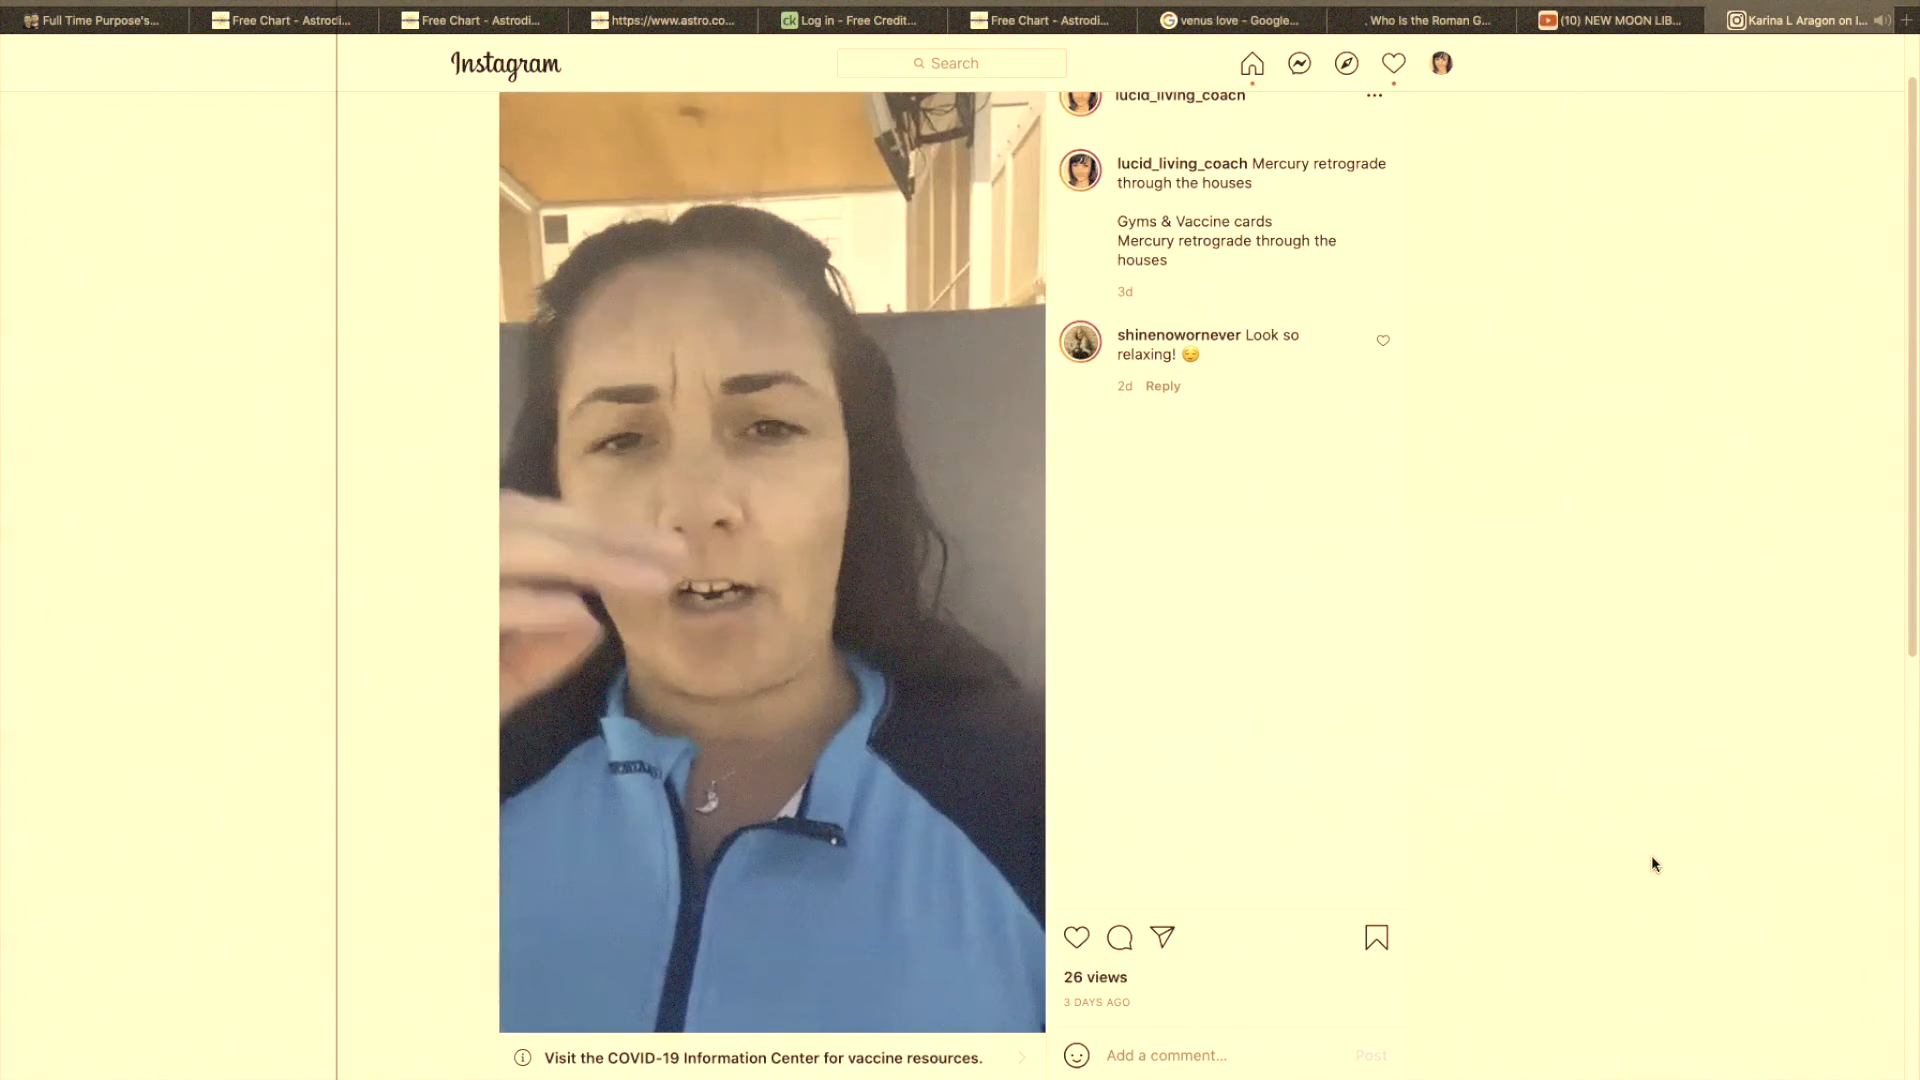 Full Time Purpose's...
Free Chart - Astrodi...
Free Chart - Astrodi...
https://www.astro.co...
ck Log in - Free Credit...
Free Chart - Astrodi...
venus love - Google...
. Who Is the Roman G...
(10) NEW MOON LIB...
Karina L Aragon on I...
Instagram
Search
lucid_living_coach
lucid_living_coach Mercury retrograde
through the houses
Gyms & Vaccine cards
Mercury retrograde through the
houses
3d
shinenowornever Look so
relaxing! 😌
2d Reply
26 views
3 DAYS AGO
Visit the COVID-19 Information Center for vaccine resources.
Add a comment...
Post